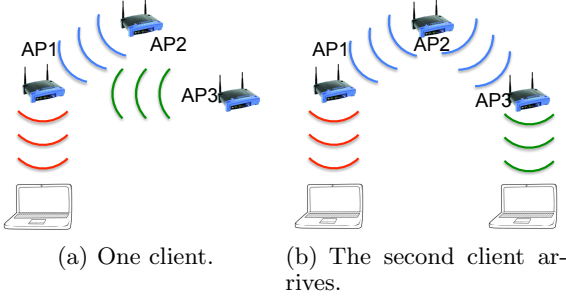 AP1
AP2
AP3
(a) One client.
AP1
AP2
AP3
(b) The second client ar-
rives.